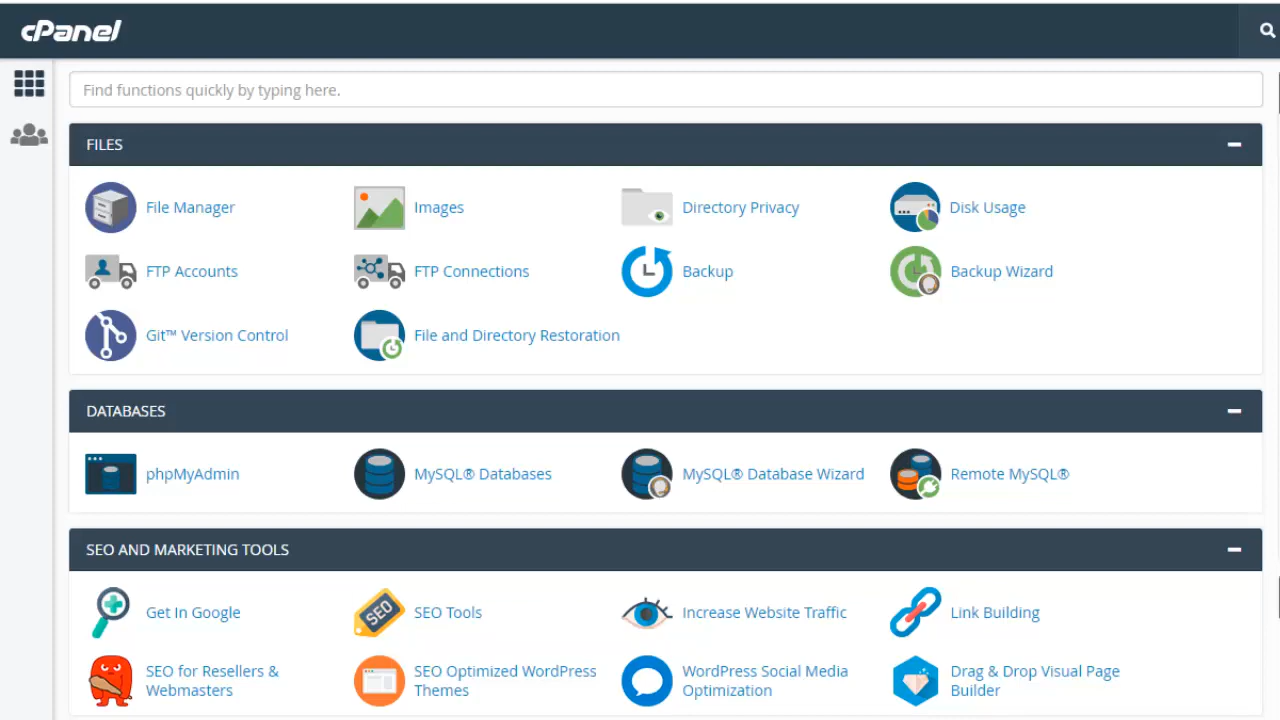 cPanel
Find functions quickly by typing here.
FILES
File Manager
Images
Directory Privacy
Disk Usage
FTP Accounts
FTP Connections
Backup
Backup Wizard
Git™ Version Control
File and Directory Restoration
DATABASES
phpMyAdmin
MySQL® Databases
MySQL® Database Wizard
Remote MySQL®
SEO AND MARKETING TOOLS
Get In Google
SEO
SEO Tools
Increase Website Traffic
Link Building
SEO for Resellers &
Webmasters
SEO Optimized WordPress
Themes
WordPress Social Media
Optimization
Drag & Drop Visual Page
Builder